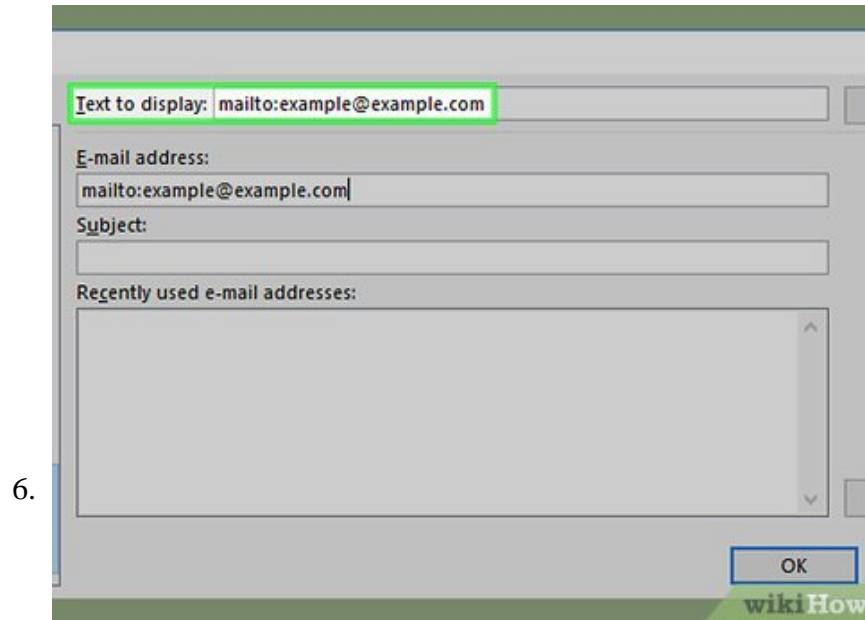 Text to display: mailto:example@example.com
E-mail address:
mailto:example@example.com
Subject:
Recently used e-mail addresses:
6.
OK
wikiHow